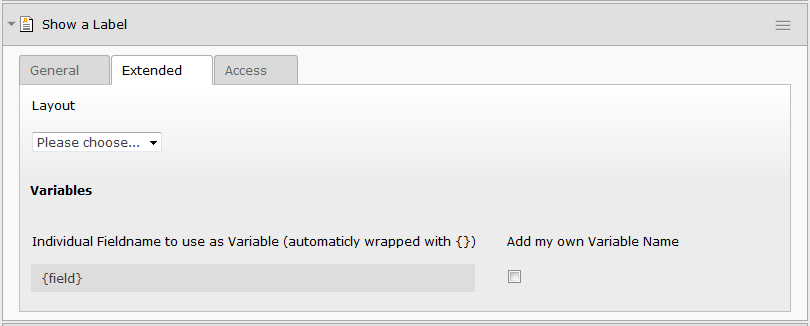 Show a Label
General Extended Access
Layout
Please choose...
Variables
Individual Fieldname to use as Variable (automaticly wrapped with {}) Add my own Variable Name
{field}